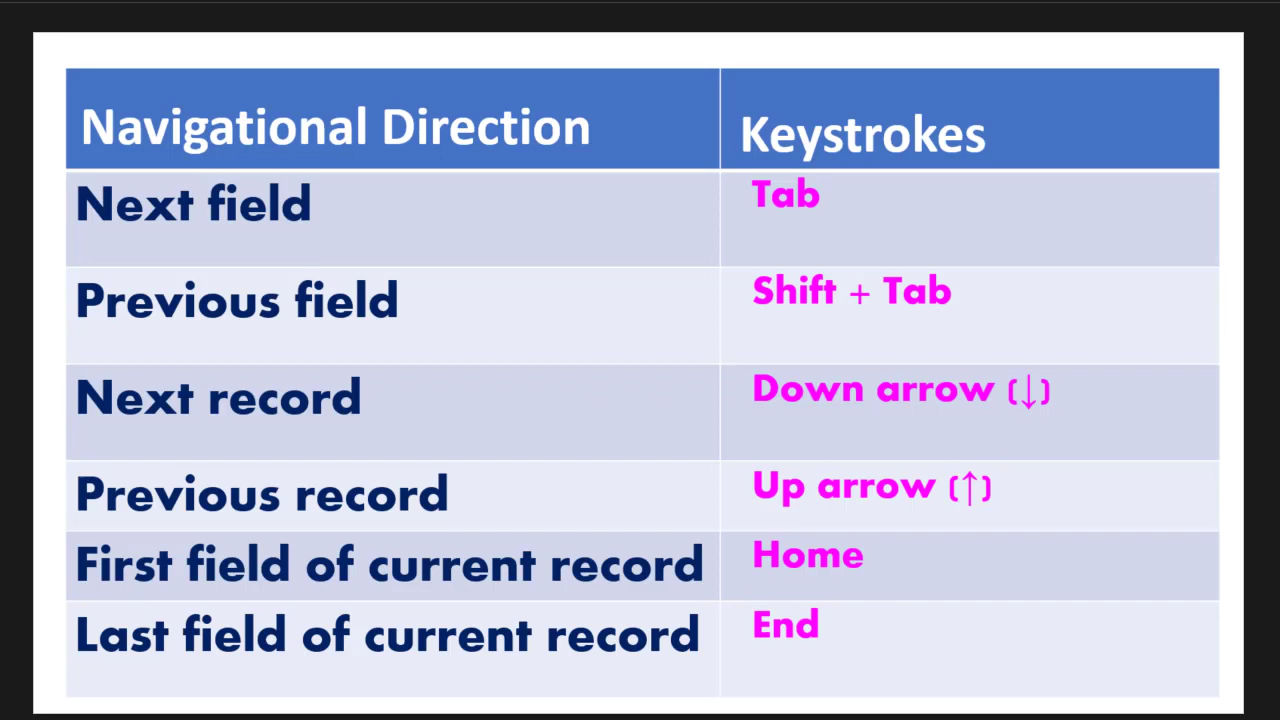 Navigational Direction Keystrokes
Next field Tab
Previous field Shift + Tab
Next record Down arrow (↓)
Previous record Up arrow (↑)
First field of current record Home
Last field of current record End